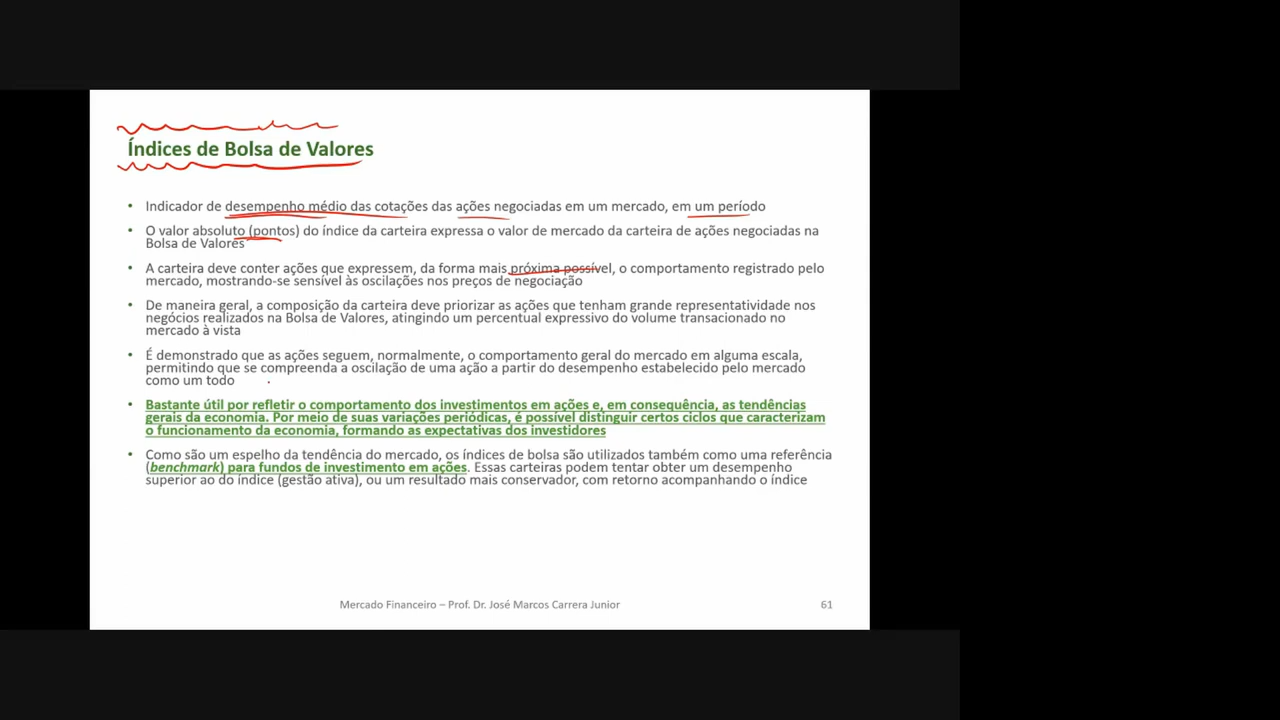 Índices de Bolsa de Valores
• Indicador de desempenho médio das cotações das ações negociadas em um mercado, em um período
• O valor absoluto (pontos) do índice da carteira expressa o valor de mercado da carteira de ações negociadas na
Bolsa de Valores
• A carteira deve conter ações que expressem, da forma mais próxima possível, o comportamento registrado pelo
mercado, mostrando-se sensível às oscilações nos preços de negociação
• De maneira geral, a composição da carteira deve priorizar as ações que tenham grande representatividade nos
negócios realizados na Bolsa de Valores, atingindo um percentual expressivo do volume transacionado no
mercado à vista
• É demonstrado que as ações seguem, normalmente, o comportamento geral do mercado em alguma escala,
permitindo que se compreenda a oscilação de uma ação a partir do desempenho estabelecido pelo mercado
como um todo
• Bastante útil por refletir o comportamento dos investimentos em ações e, em consequência, as tendências
gerais da economia. Por meio de suas variações periódicas, é possível distinguir certos ciclos que caracterizam
o funcionamento da economia, formando as expectativas dos investidores
• Como são um espelho da tendência do mercado, os índices de bolsa são utilizados também como uma referência
(benchmark) para fundos de investimento em ações. Essas carteiras podem tentar obter um desempenho
superior ao do índice (gestão ativa), ou um resultado mais conservador, com retorno acompanhando o índice
Mercado Financeiro – Prof. Dr. José Marcos Carrera Junior
61